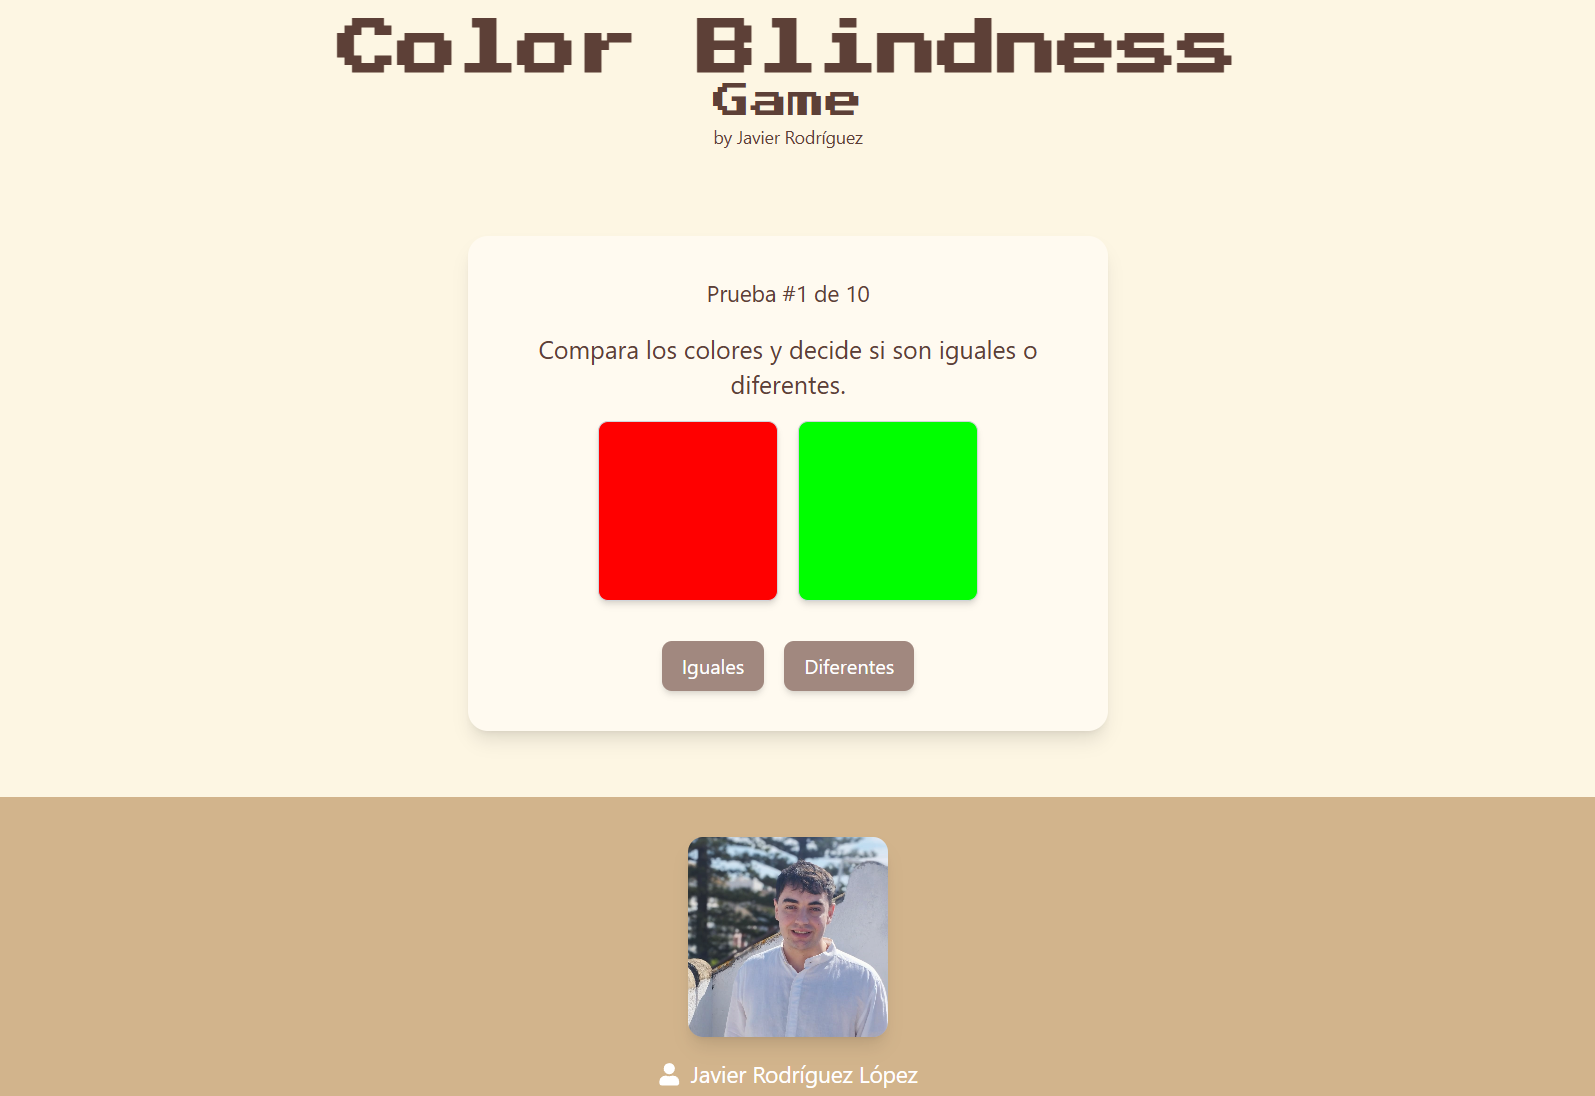 Color Blindness
Game
by Javier Rodríguez
Prueba #1 de 10
Compara los colores y decide si son iguales o
diferentes.
Iguales
Diferentes
Javier Rodríguez López